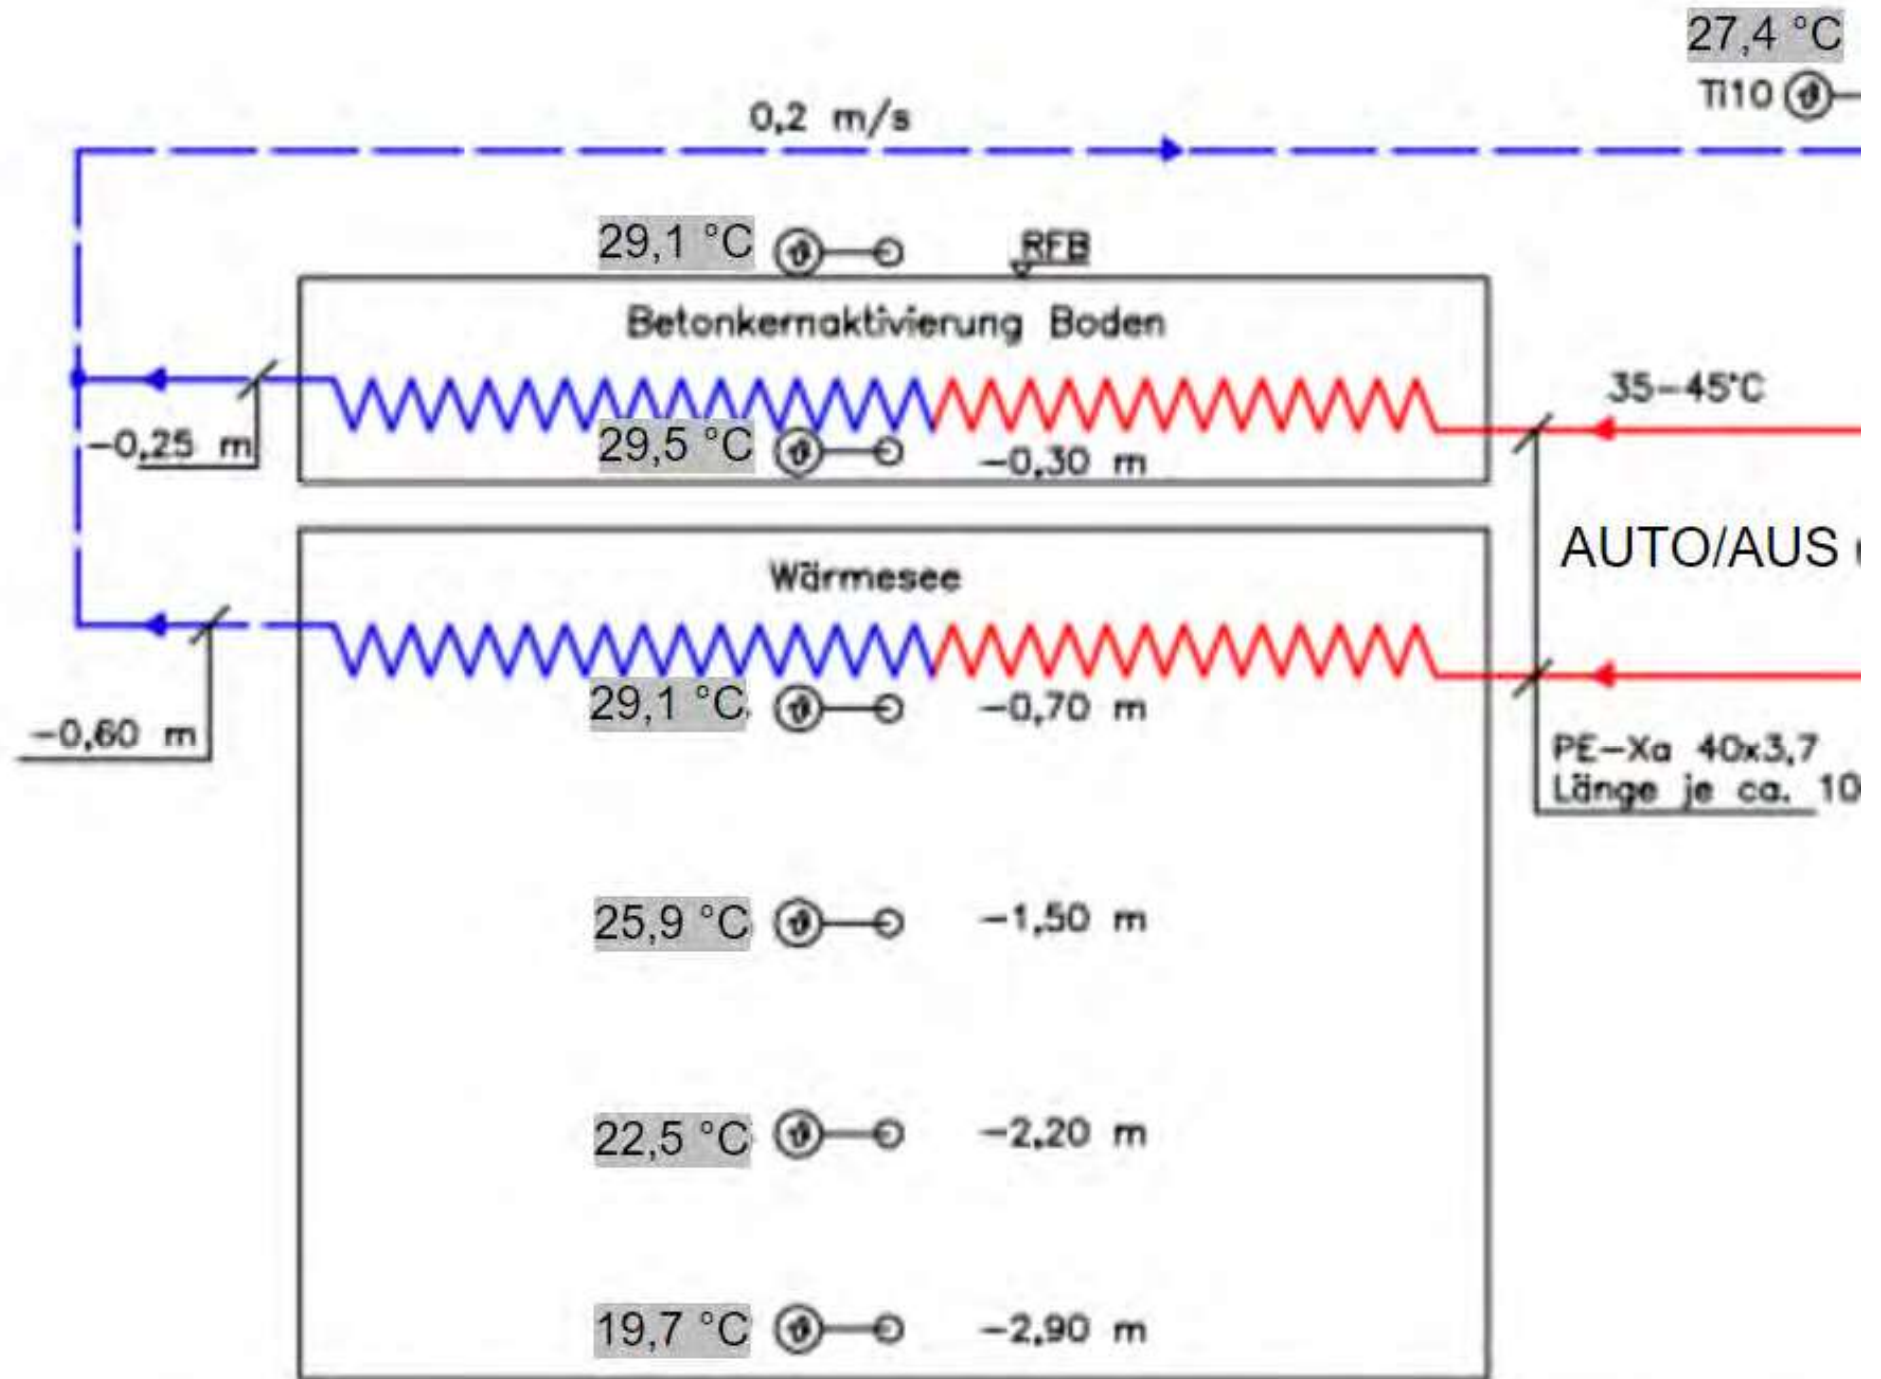 27,4 °C
Ti10
0,2 m/s
29,1 °C
RFB
Betonkernaktivierung Boden
35-45°C
-0,25 m
29,5 °C
-0,30 m
AUTO/AUS
Wärmesee
29,1 °C
-0,70 m
-0,60 m
PE-Xa 40x3,7
Länge je ca. 10
25,9 °C
-1,50 m
22,5 °C
-2,20 m
19,7 °C
-2,90 m